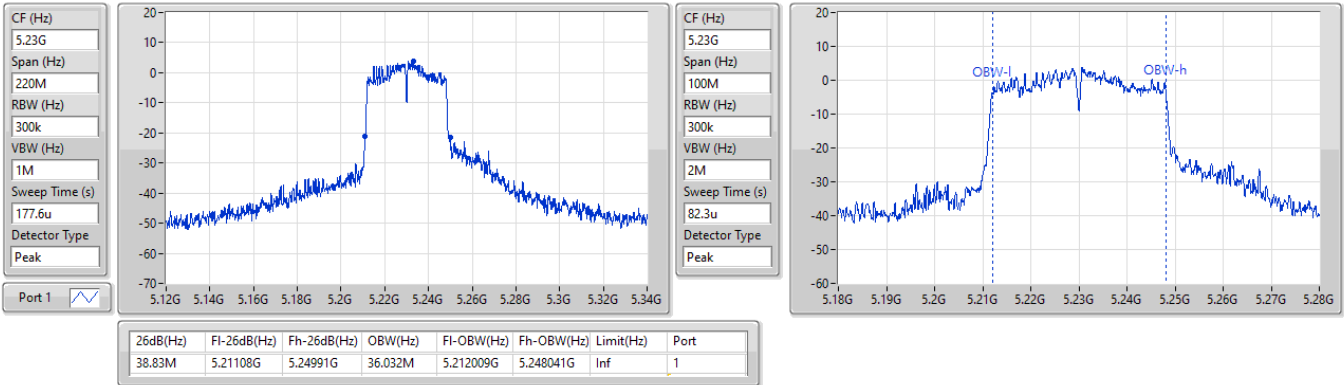 CF (Hz)
5.23G
Span (Hz)
220M
RBW (Hz)
300k
VBW (Hz)
1M
Sweep Time (s)
177.6u
Detector Type
Peak
Port 1
20
10
0
-10
-20
-30
-40
-50
-60
-70
5.12G 5.14G 5.16G 5.18G 5.2G 5.22G 5.24G 5.26G 5.28G 5.3G 5.32G 5.34G
CF (Hz)
5.23G
Span (Hz)
100M
RBW (Hz)
300k
VBW (Hz)
2M
Sweep Time (s)
82.3u
Detector Type
Peak
20
10
0
-10
-20
-30
-40
-50
-60
OBW-l OBW-h
5.18G 5.19G 5.2G 5.21G 5.22G 5.23G 5.24G 5.25G 5.26G 5.27G 5.28G
26dB(Hz) Fl-26dB(Hz) Fh-26dB(Hz) OBW(Hz) Fl-OBW(Hz) Fh-OBW(Hz) Limit(Hz) Port
38.83M 5.21108G 5.24991G 36.032M 5.212009G 5.248041G Inf 1